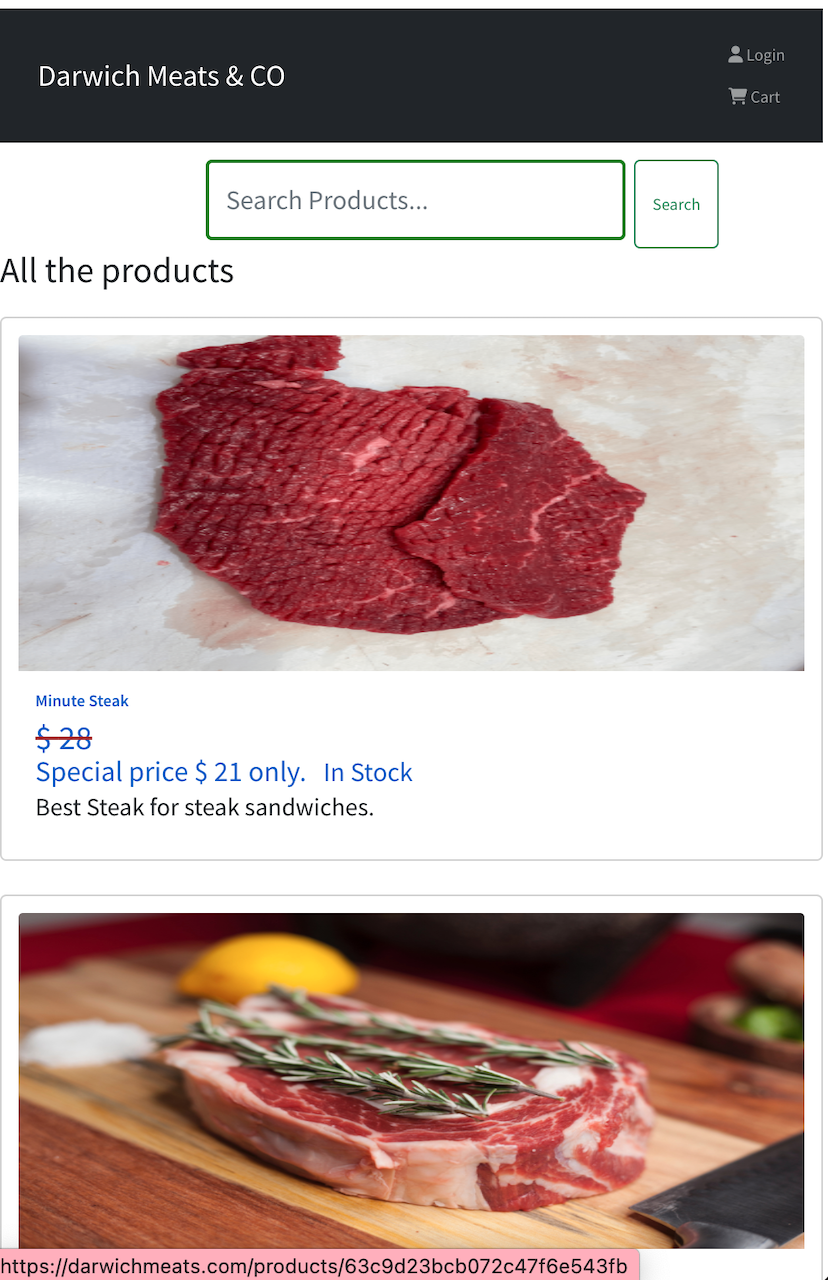 Darwich Meats & CO
Login
Cart
Search Products...
Search
All the products
Minute Steak
$ 28
Special price $ 21 only. In Stock
Best Steak for steak sandwiches.
https://darwichmeats.com/products/63c9d23bcb072c47f6e543fb